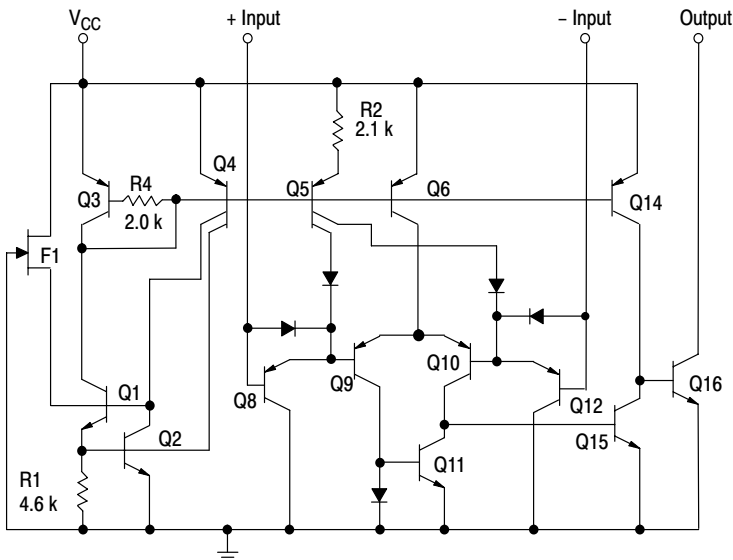 VCC
+ Input
– Input
Output
R2
2.1 k
Q3
R4
2.0 k
Q4
Q5
Q6
Q14
F1
Q1
Q2
Q8
Q9
Q10
Q12
Q16
Q15
Q11
R1
4.6 k